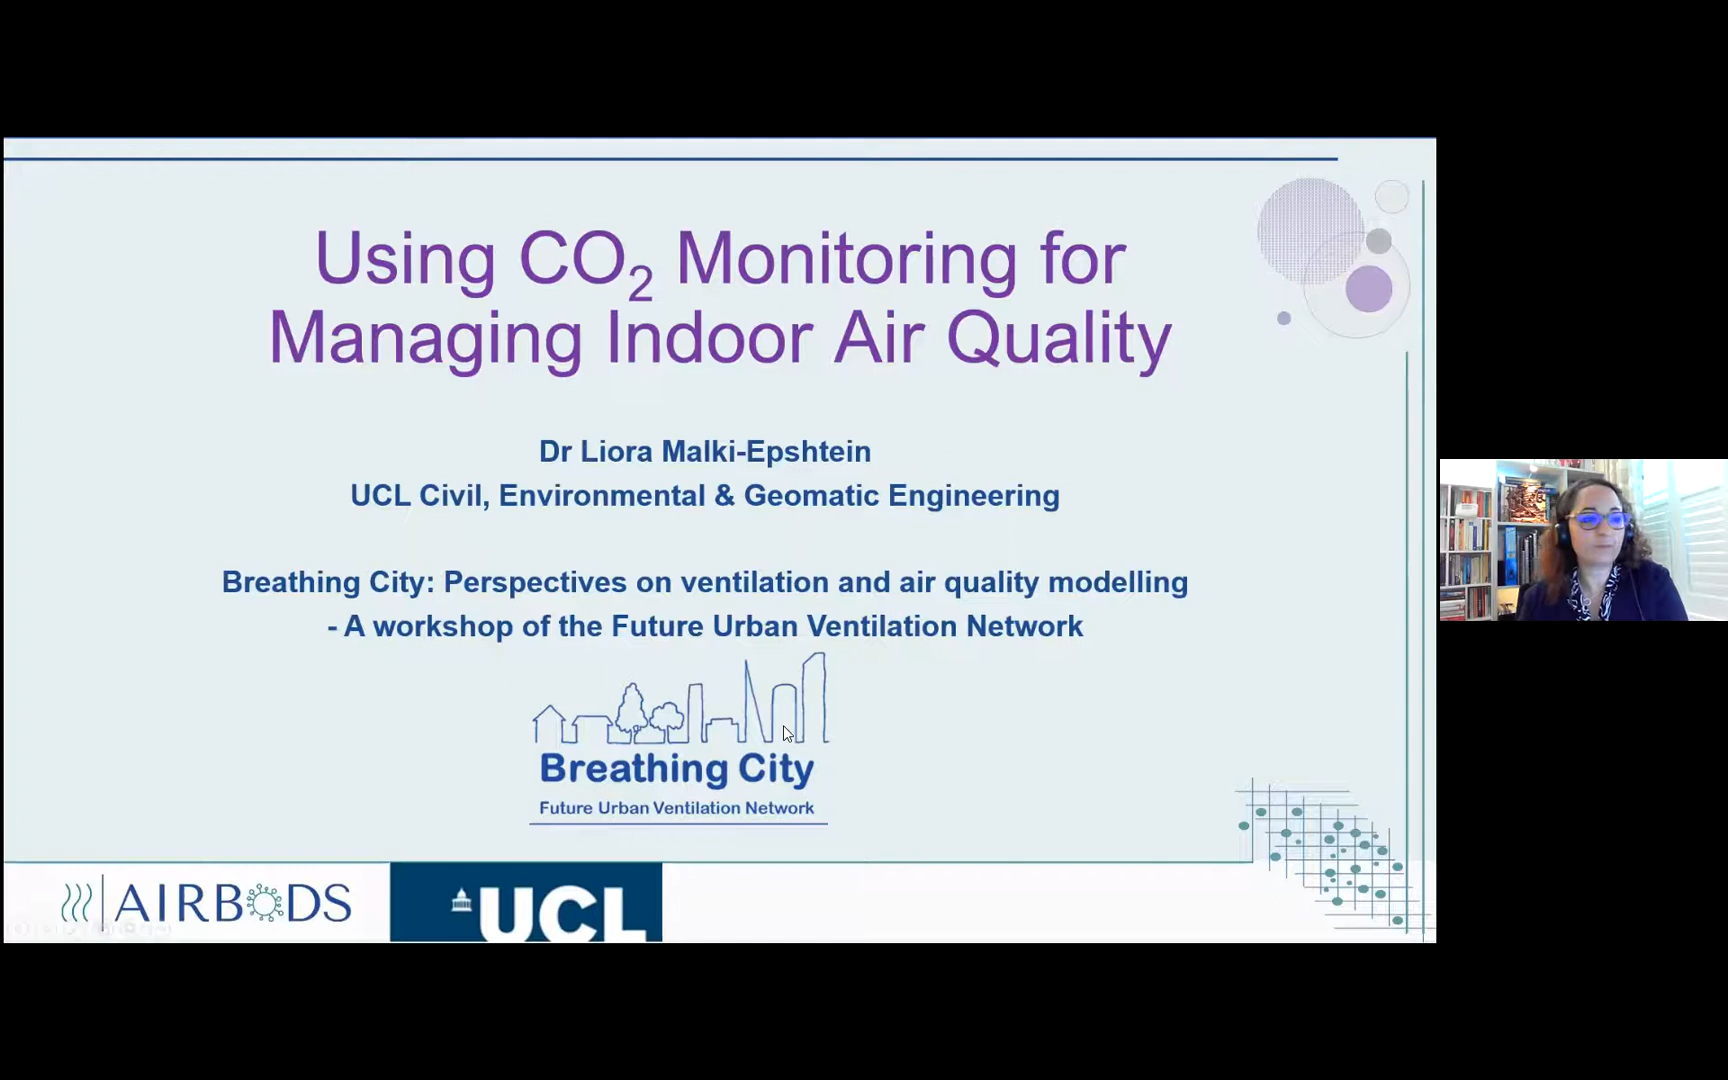 Using CO₂ Monitoring for
Managing Indoor Air Quality
Dr Liora Malki-Epshtein
UCL Civil, Environmental & Geomatic Engineering
Breathing City: Perspectives on ventilation and air quality modelling
- A workshop of the Future Urban Ventilation Network
Breathing City
Future Urban Ventilation Network
AIRBODS
UCL